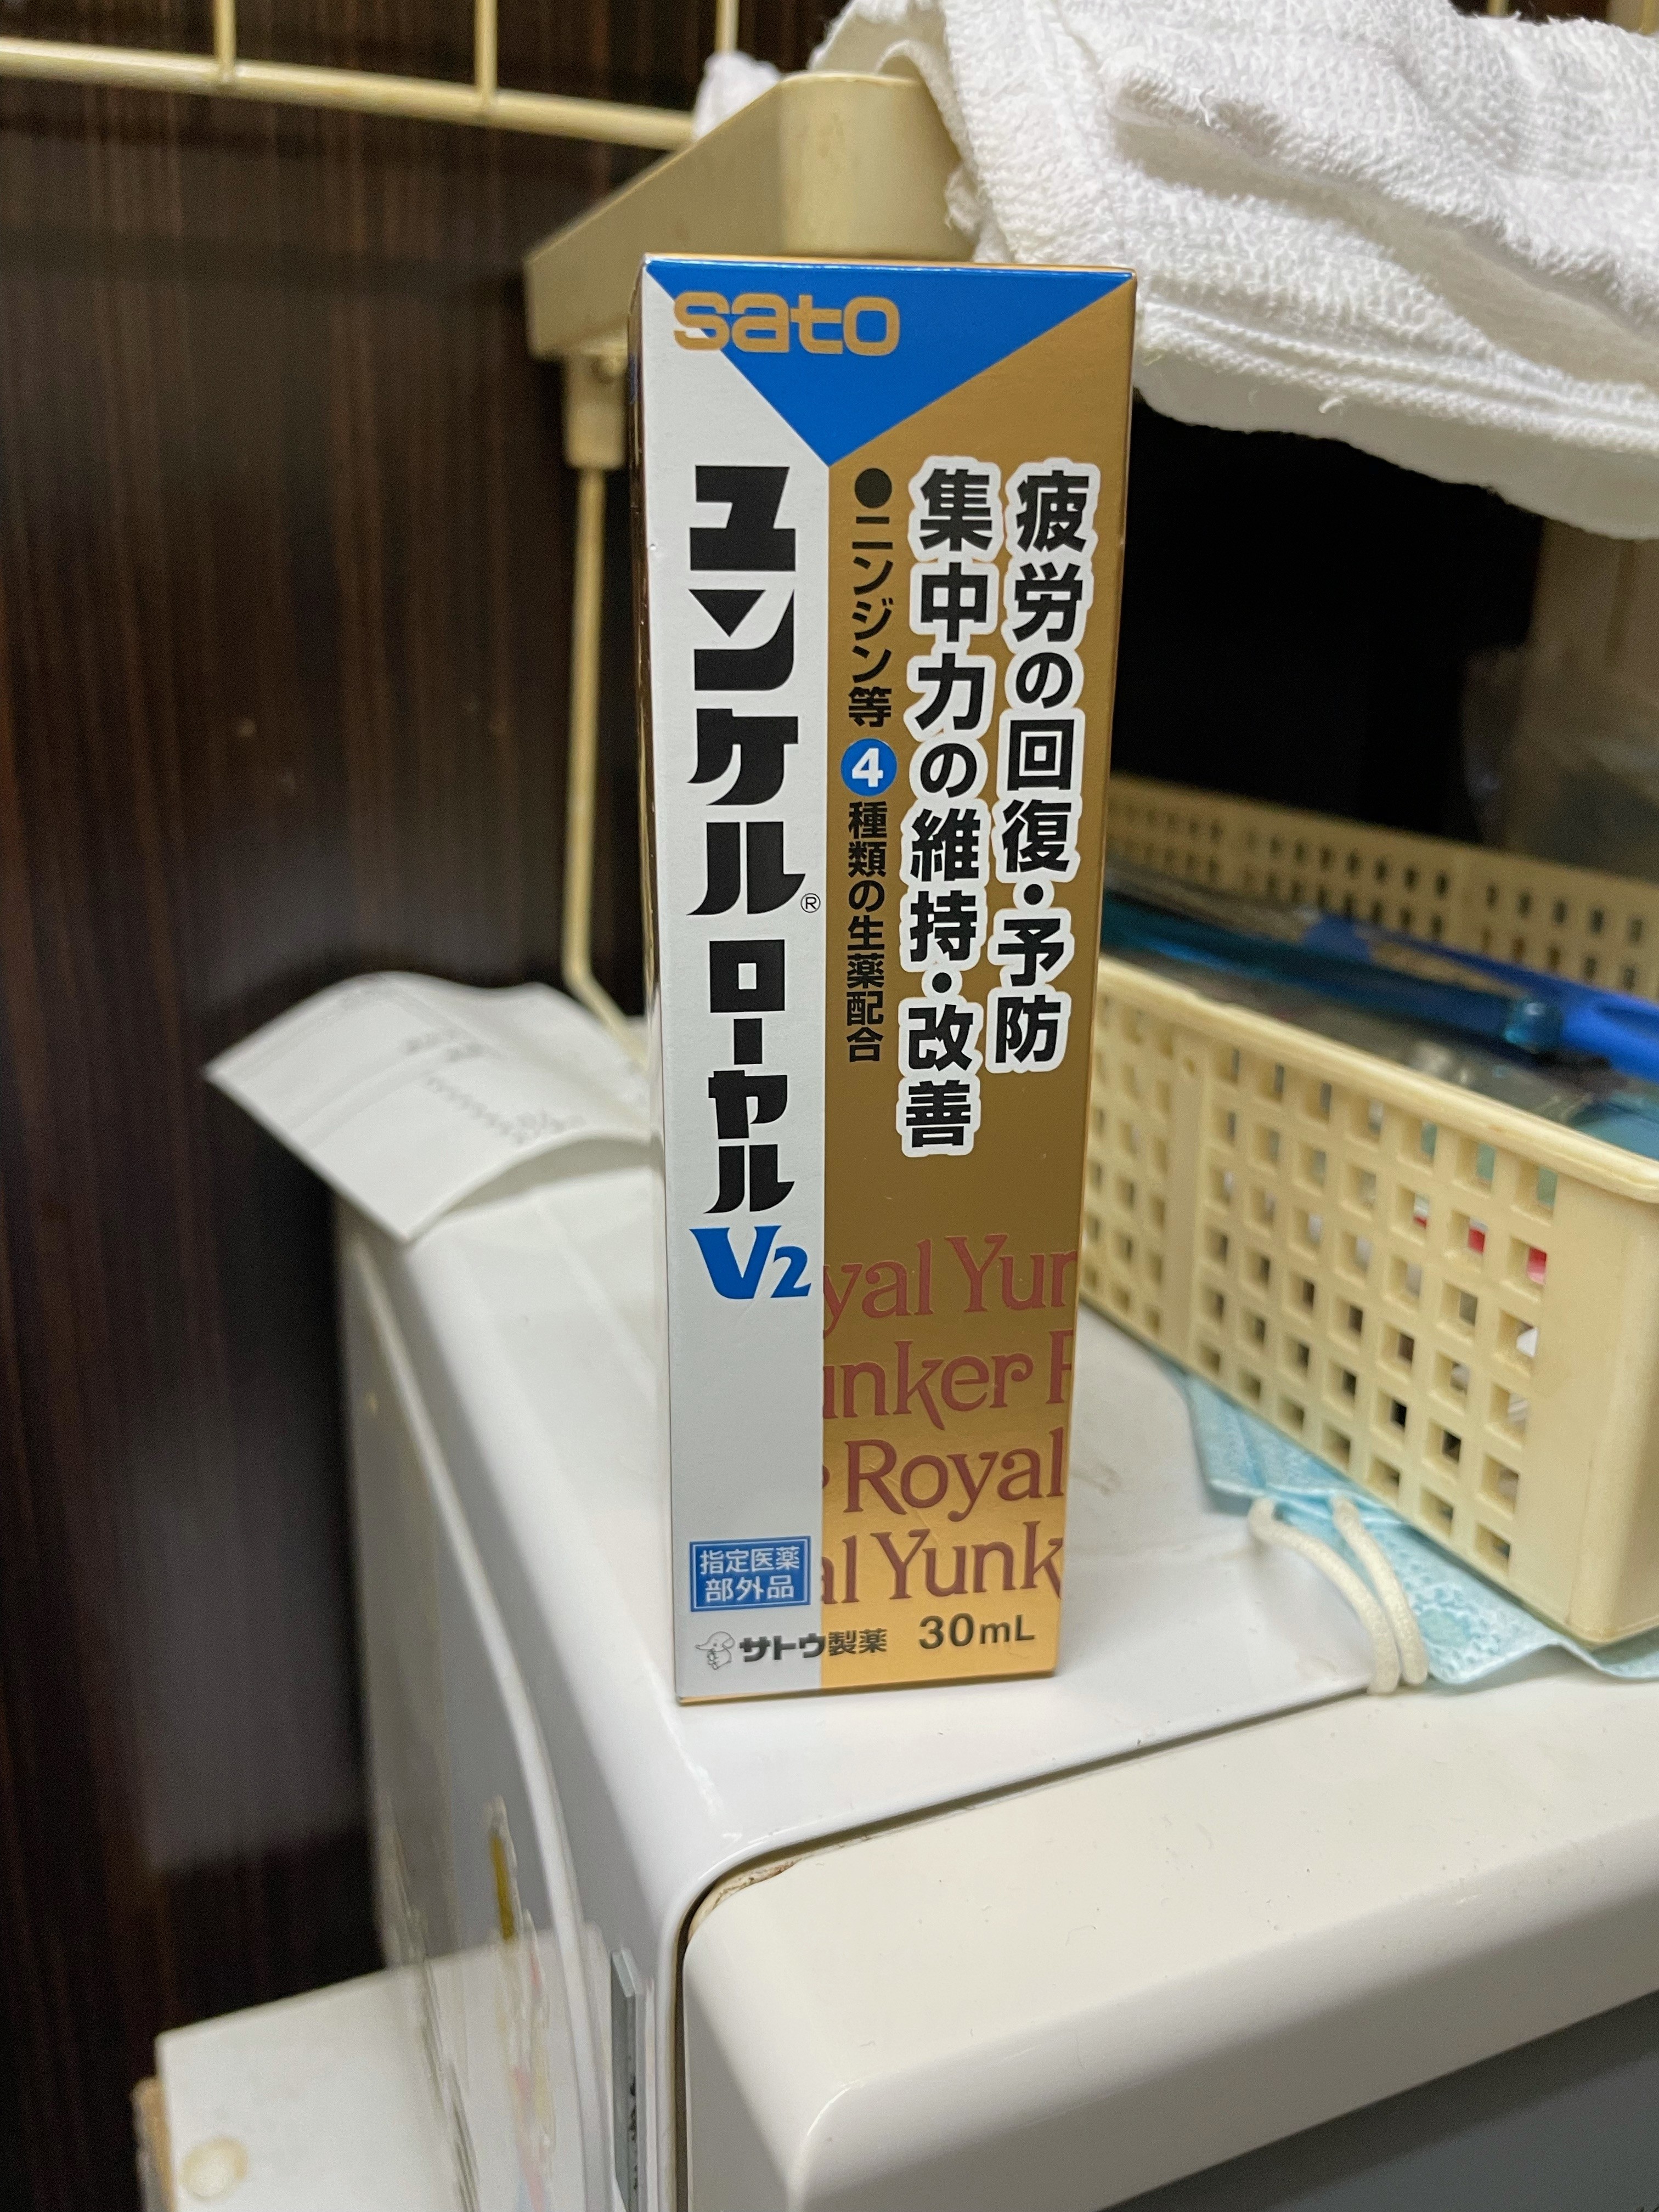 sato
疲労の回復・予防
集中力の維持・改善
●ニンジン等4種類の生薬配合
ユンケル®ローヤルV2
yal Yun
unker R
Royal
al Yunk
指定医薬
部外品
サトウ製薬
30mL